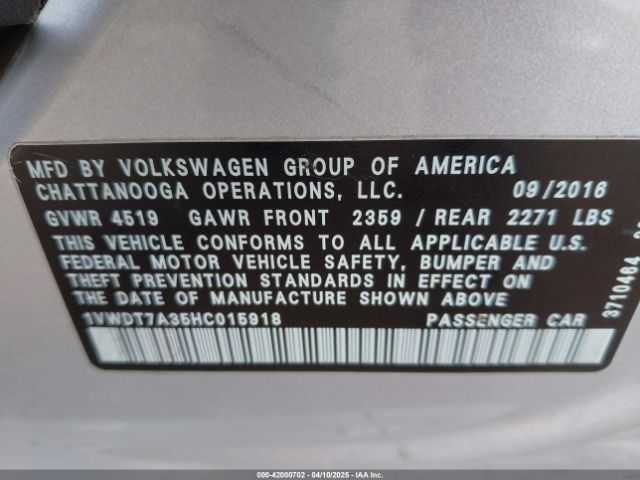 MFD BY VOLKSWAGEN GROUP OF AMERICA
CHATTANOOGA OPERATIONS, LLC. 09/2016
GVWR 4519 GAWR FRONT 2359 / REAR 2271 LBS
THIS VEHICLE CONFORMS TO ALL APPLICABLE U.S.
FEDERAL MOTOR VEHICLE SAFETY, BUMPER AND
THEFT PREVENTION STANDARDS IN EFFECT ON
THE DATE OF MANUFACTURE SHOWN ABOVE.
1VWDT7A35HC015918 PASSENGER CAR
3710464
000-42000702 - 04/10/2025 - IAA Inc.